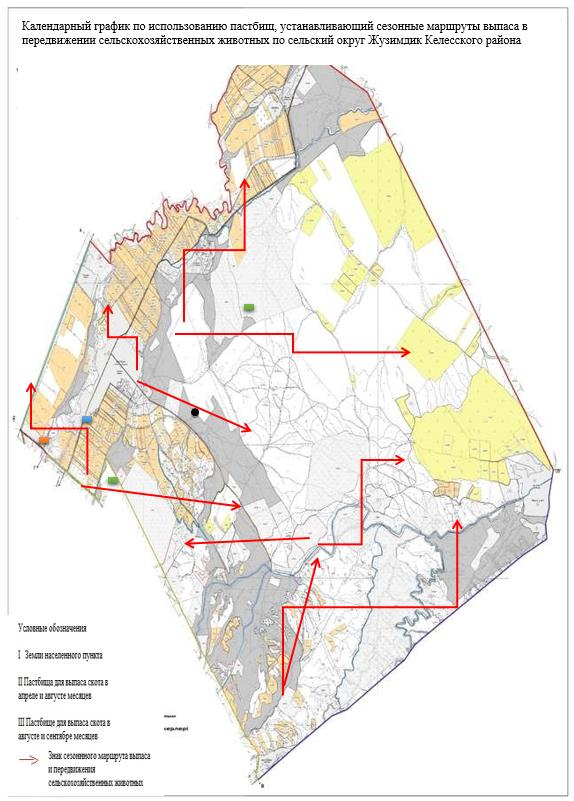 Календарный график по использованию пастбищ, устанавливающий сезонные маршруты выпаса в
передвижении сельскохозяйственных животных по сельский округ Жузимдик Келесского района
Условные обозначения
I Земли населенного пункта
II Пастбища для выпаса скота в
апреле и августе месяцев
III Пастбище для выпаса скота в
августе и сентябре месяцев
Знак сезонного маршрута выпаса
и передвижения
сельскохозяйственных животных